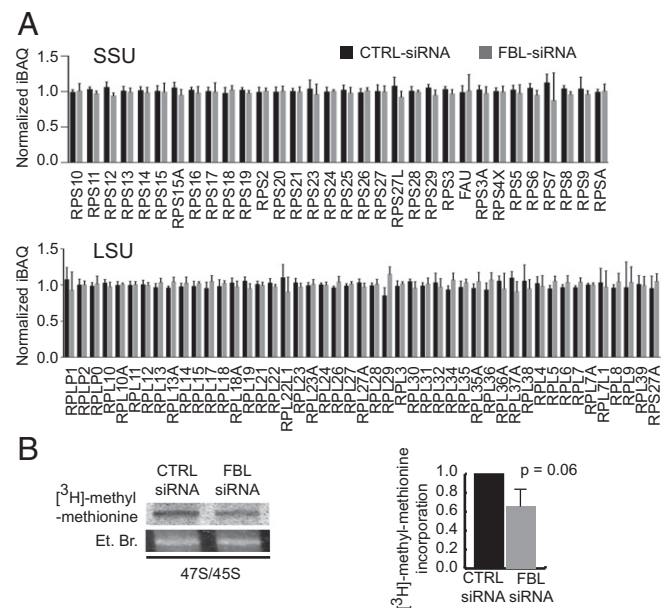 A
SSU
CTRL-siRNA
FBL-siRNA
Normalized iBAQ
1.5
1.0
0.5
0.0
RPS10
RPS11
RPS12
RPS13
RPS14
RPS15
RPS15A
RPS16
RPS17
RPS18
RPS19
RPS2
RPS20
RPS21
RPS23
RPS24
RPS25
RPS26
RPS27
RPS27L
RPS28
RPS29
RPS3
FAU
RPS3A
RPS4X
RPS5
RPS6
RPS7
RPS8
RPS9
RPSA
LSU
Normalized iBAQ
1.5
1.0
0.5
0.0
RPLP1
RPLP2
RPLP0
RPL10
RPL10A
RPL11
RPL12
RPL13
RPL13A
RPL14
RPL15
RPL17
RPL18
RPL18A
RPL19
RPL21
RPL22
RPL22L1
RPL23
RPL23A
RPL24
RPL26
RPL27
RPL27A
RPL28
RPL29
RPL3
RPL30
RPL31
RPL32
RPL34
RPL35
RPL35A
RPL36
RPL36A
RPL37A
RPL38
RPL4
RPL5
RPL6
RPL7
RPL7A
RPL7L1
RPL8
RPL9
RPL39
RPS27A
B
CTRL FBL
siRNA siRNA
[³H]-methyl
-methionine
Et. Br.
47S/45S
[³H]-methyl-methionine
incorporation
1.0
0.8
0.6
0.4
0.2
0
p = 0.06
CTRL FBL
siRNA siRNA